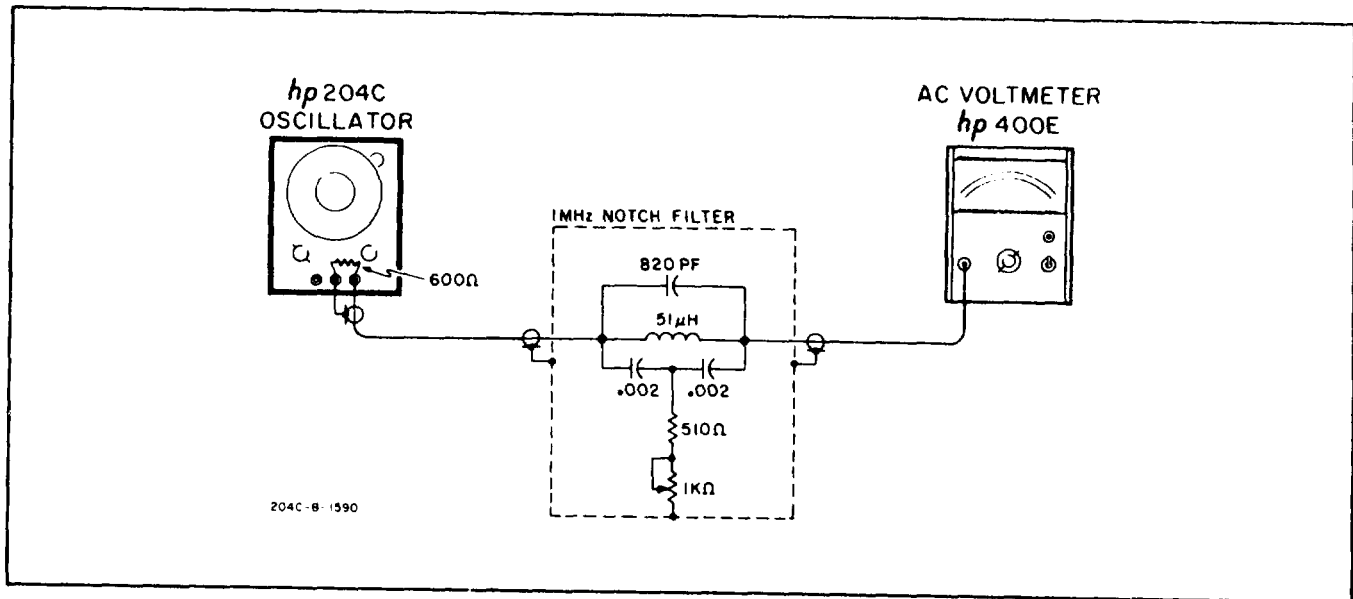 hp 204C
OSCILLATOR
AC VOLTMETER
hp 400E
1MHz NOTCH FILTER
820 PF
600Ω
51μH
.002 .002
510Ω
1KΩ
204C-B-1590